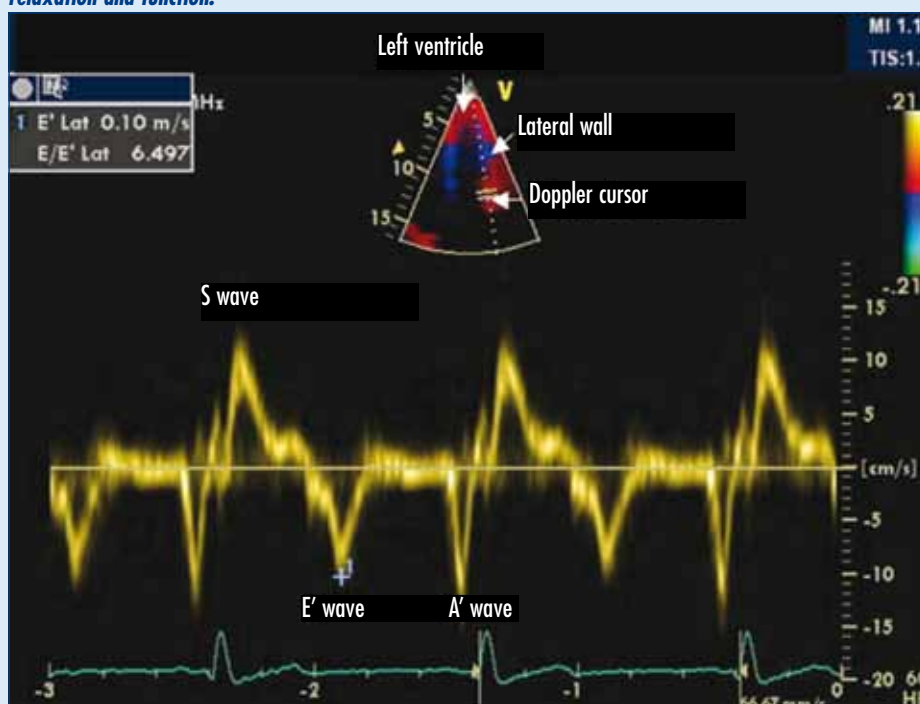 relaxation and function.
MI 1.1
TIS:1.
Left ventricle
Hz
V
.21
1 E' Lat 0.10 m/s
E/E' Lat 6.497
5
10
15
Lateral wall
Doppler cursor
-.21
S wave
15
10
5
[cm/s]
-5
1
-10
E' wave
A' wave
-15
-20
-3
-2
-1
0